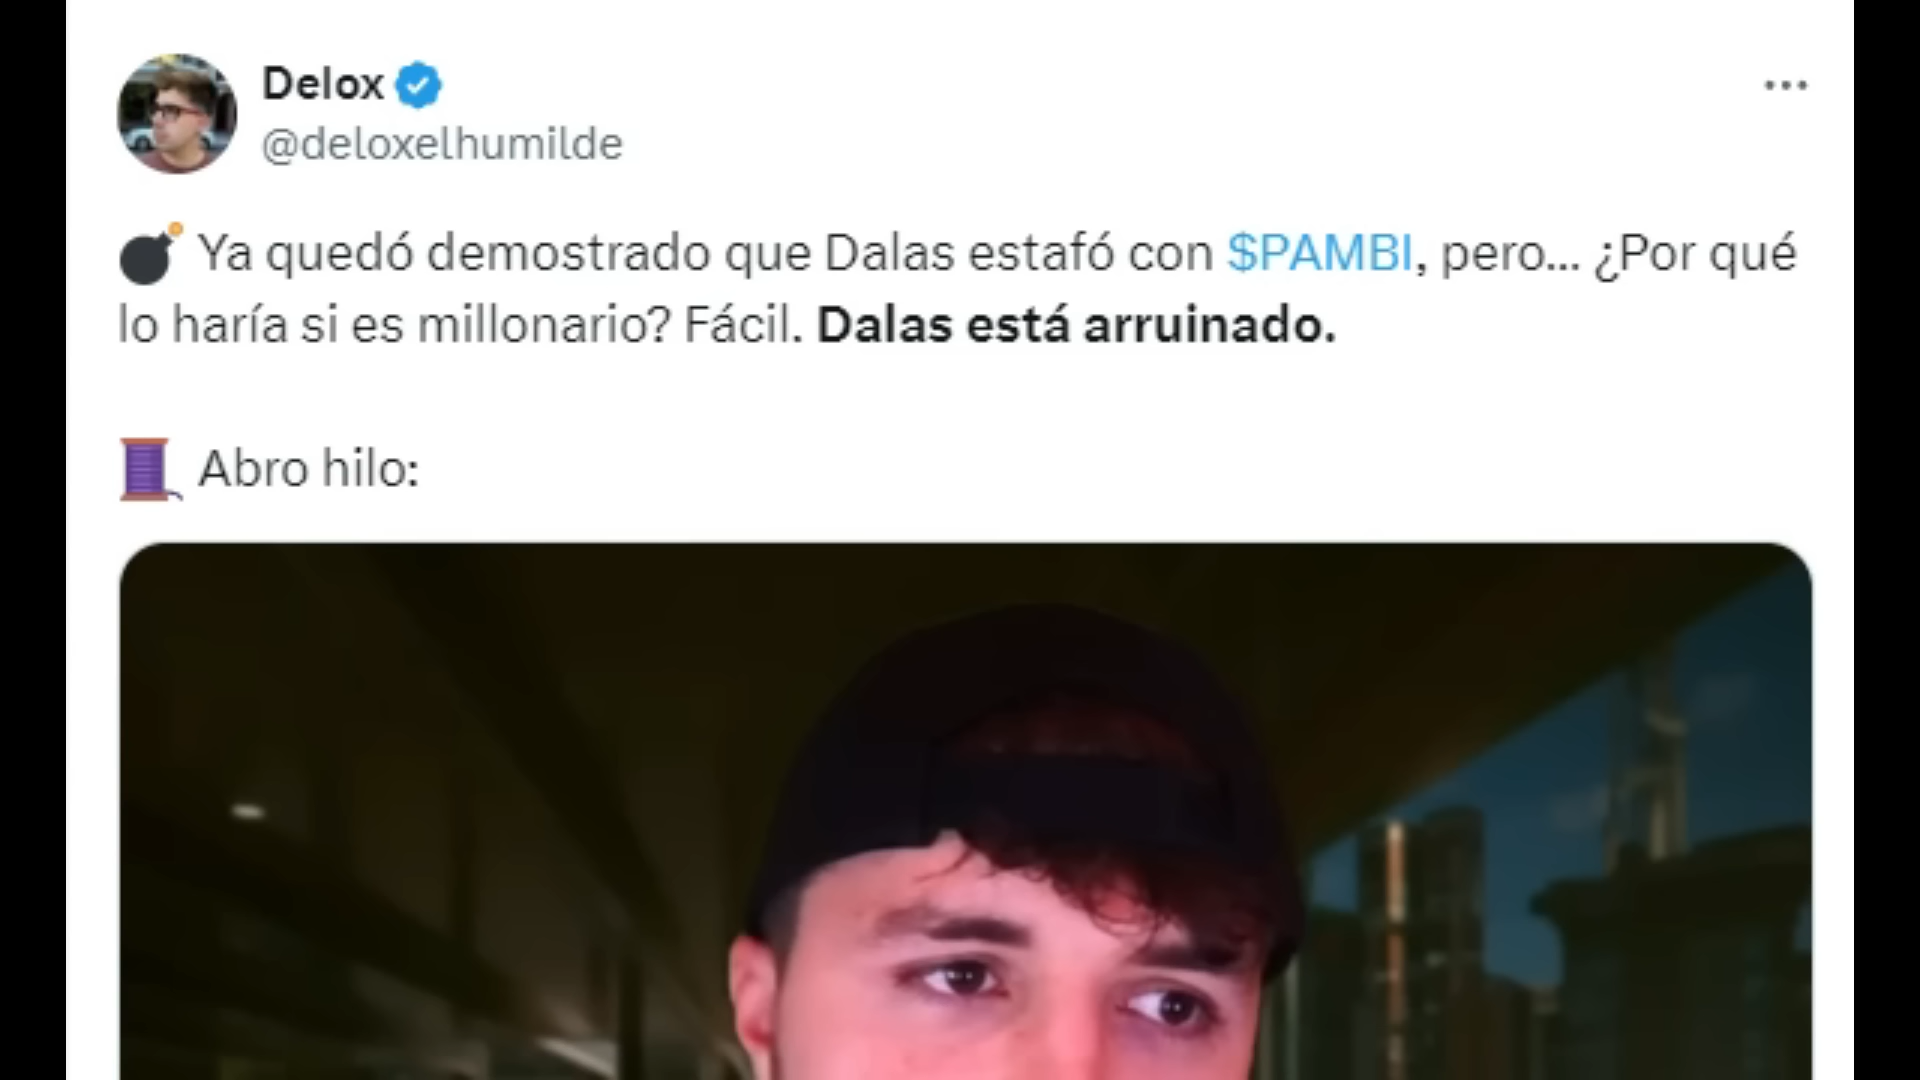 Delox
@deloxelhumilde
Ya quedó demostrado que Dalas estafó con $PAMBI, pero... ¿Por qué
lo haría si es millonario? Fácil. Dalas está arruinado.
Abro hilo: